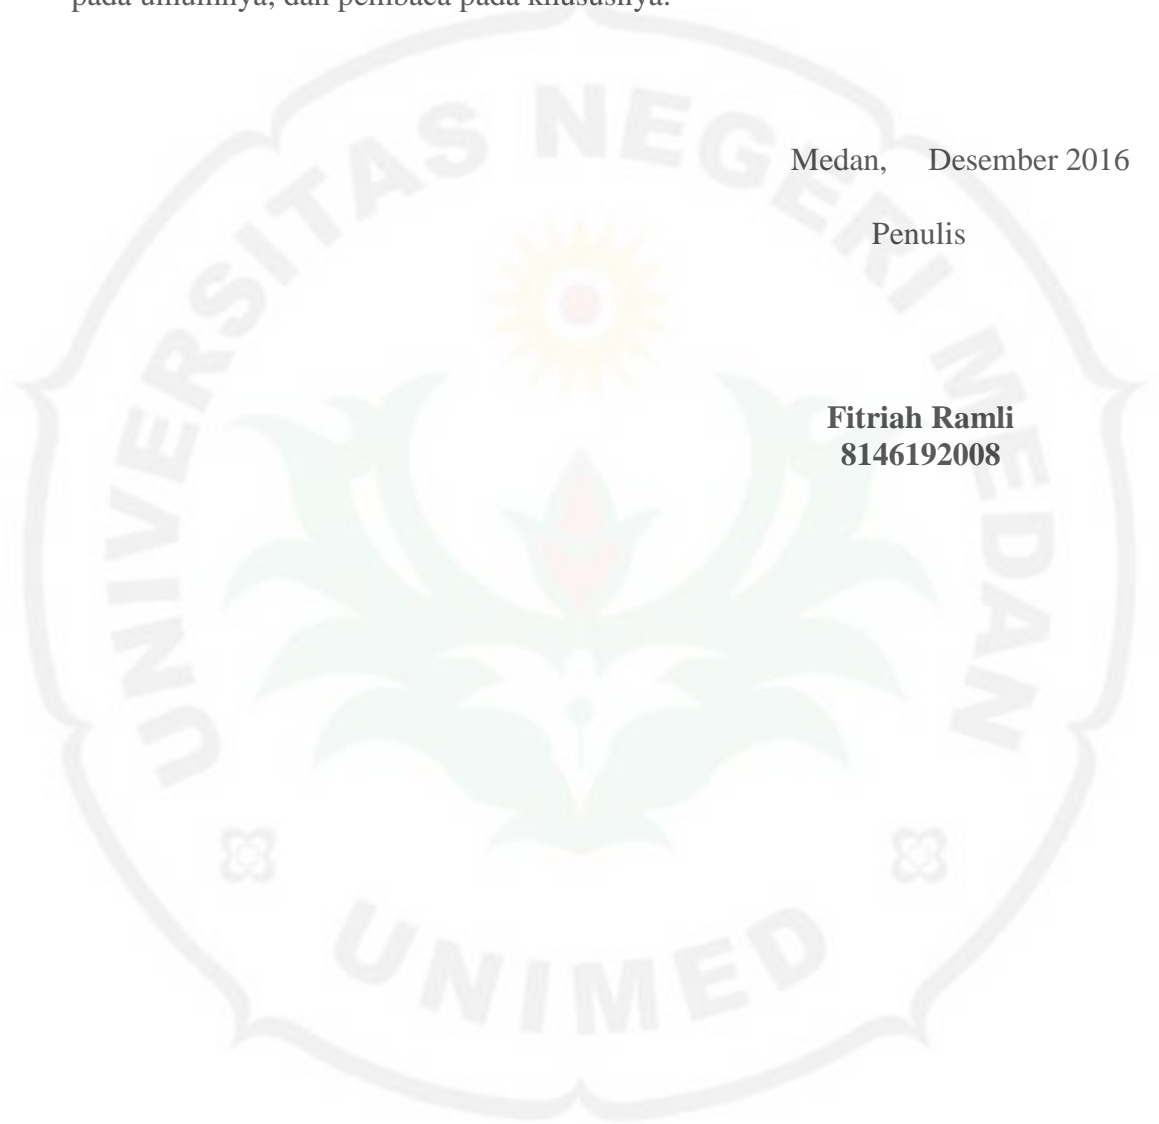 pada umumnya, dan pembaca pada khususnya.
UNIVERSITAS NEGERI MEDAN
Medan, Desember 2016
Penulis
Fitriah Ramli
8146192008
UNIMED